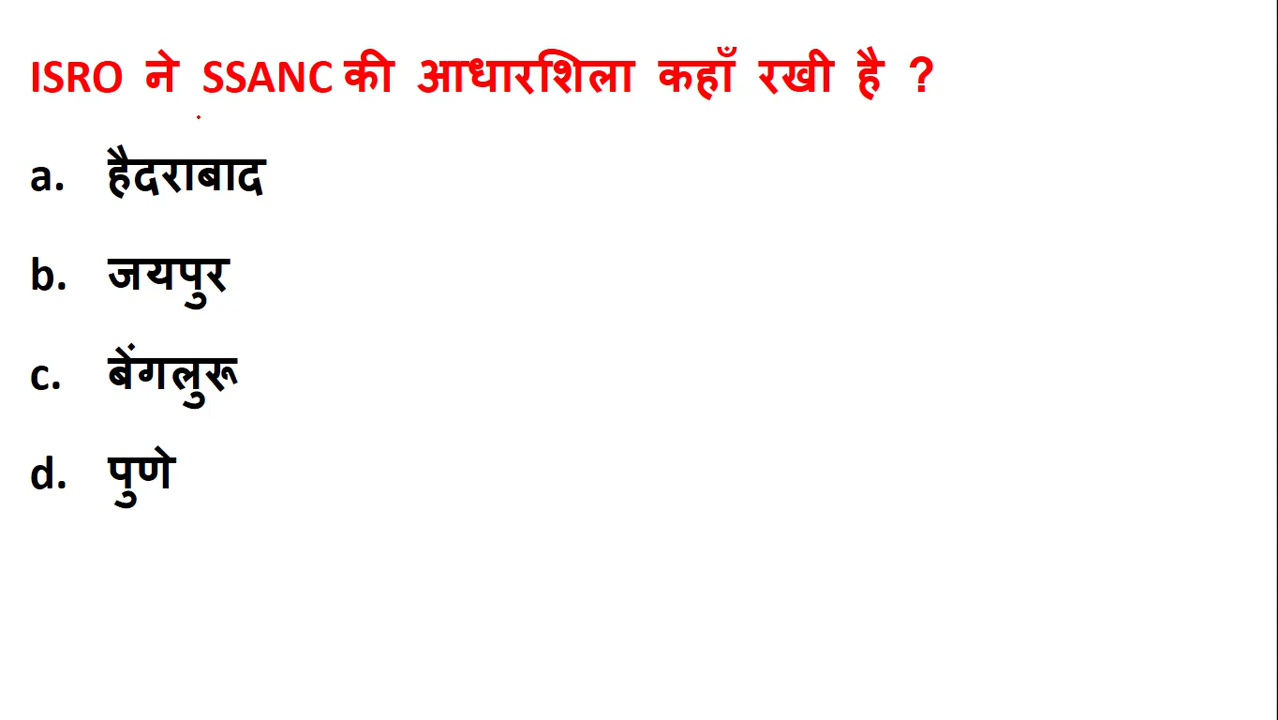 ISRO ने SSANC की आधारशिला कहाँ रखी है ?
a. हैदराबाद
b. जयपुर
c. बेंगलुरू
d. पुणे